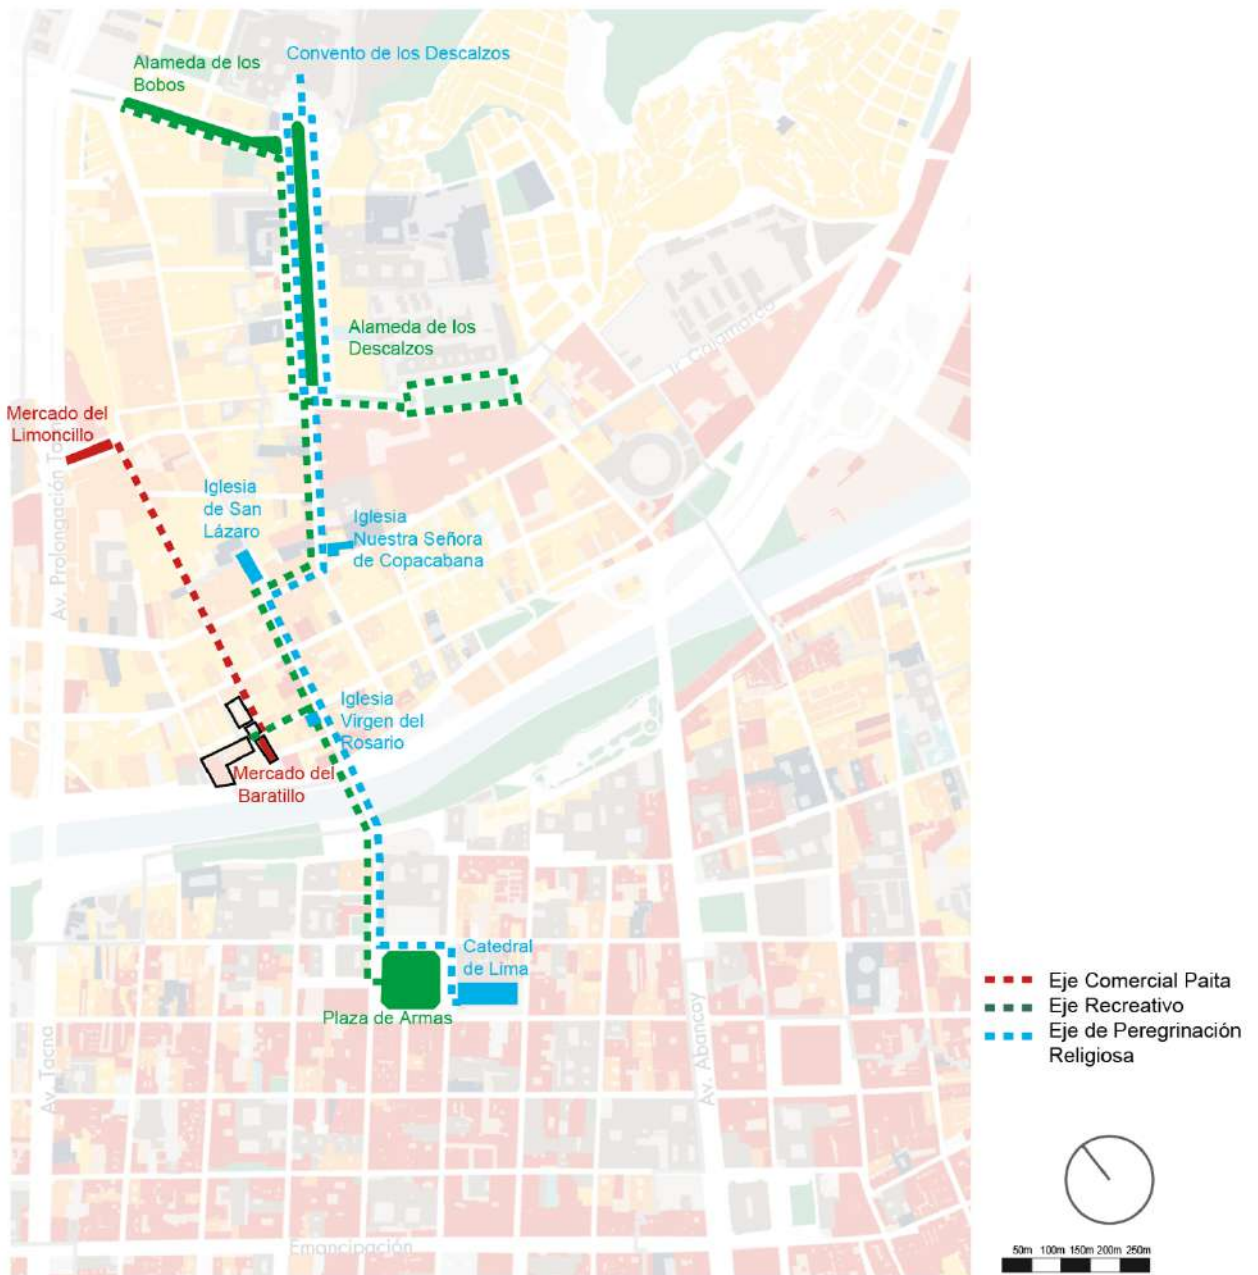 Convento de los Descalzos
Alameda de los
Bobos
Alameda de los
Descalzos
Jr. Cajamarca
Mercado del
Limoncillo
Av. Prolongación Tacna
Iglesia
de San
Lázaro
Iglesia
Nuestra Señora
de Copacabana
Iglesia
Virgen del
Rosario
Mercado del
Baratillo
Catedral
de Lima
Plaza de Armas
Av. Tacna
Av. Abancay
Emancipación
Eje Comercial Paita
Eje Recreativo
Eje de Peregrinación
Religiosa
50m 100m 150m 200m 250m